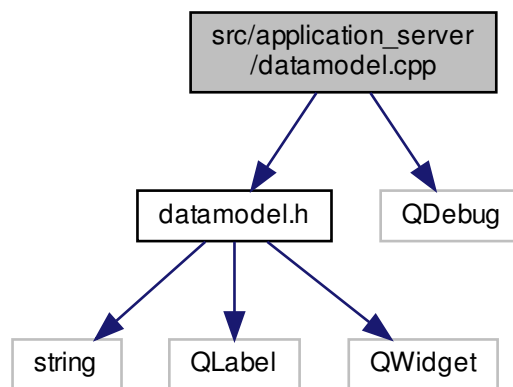 src/application_server
/datamodel.cpp
datamodel.h
QDebug
string
QLabel
QWidget